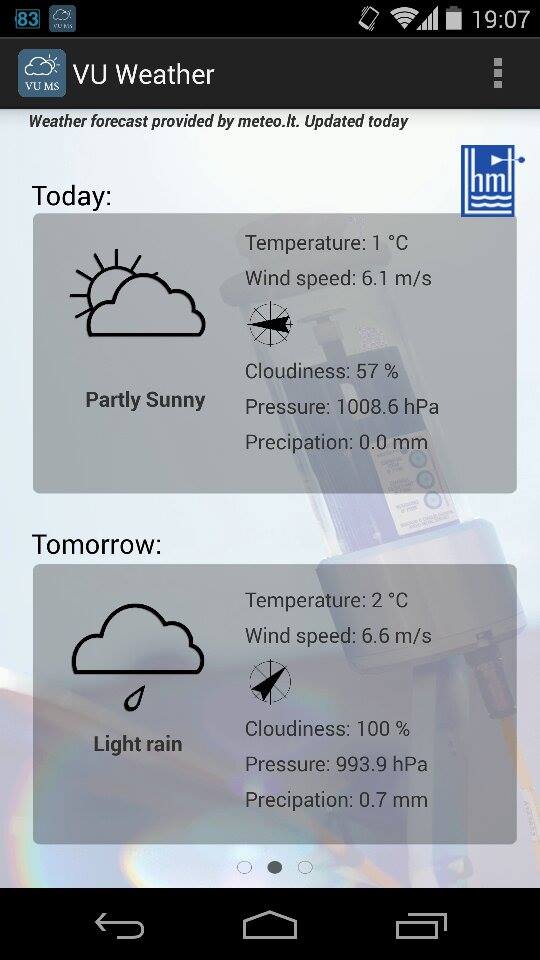 83
VU MS
19:07
VU MS
VU Weather
Weather forecast provided by meteo.lt. Updated today
hml
Today:
Temperature: 1 °C
Wind speed: 6.1 m/s
Partly Sunny
Cloudiness: 57 %
Pressure: 1008.6 hPa
Precipation: 0.0 mm
Tomorrow:
Temperature: 2 °C
Wind speed: 6.6 m/s
Light rain
Cloudiness: 100 %
Pressure: 993.9 hPa
Precipation: 0.7 mm